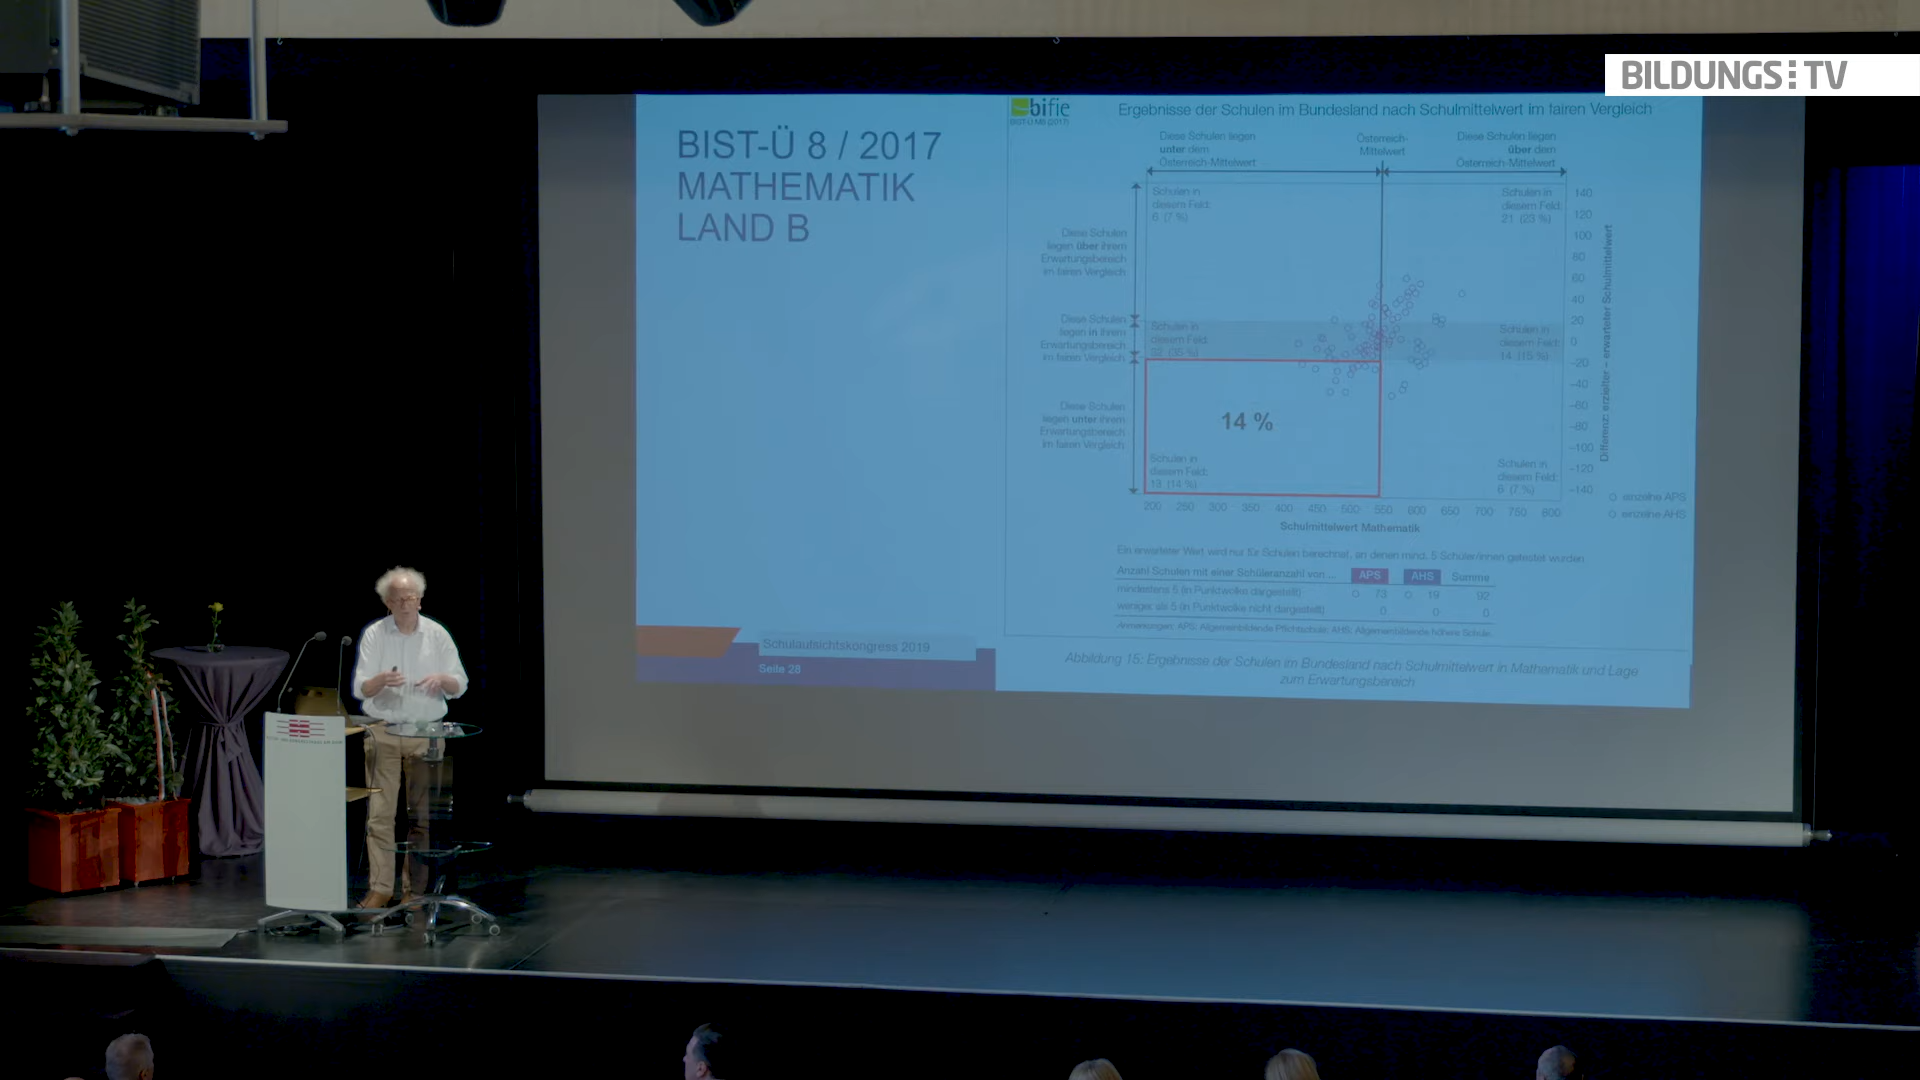 BILDUNGS:TV
BIST-Ü 8 / 2017
MATHEMATIK
LAND B
Schulaufsichtskongress 2019
Seite 28
bifie
BIST-Ü M8 (2017)
Ergebnisse der Schulen im Bundesland nach Schulmittelwert im fairen Vergleich
Diese Schulen liegen
unter dem
Österreich-Mittelwert
Österreich-
Mittelwert
Diese Schulen liegen
über dem
Österreich-Mittelwert
Schulen in
diesem Feld:
6 (7 %)
Schulen in
diesem Feld:
21 (23 %)
Diese Schulen
liegen über ihrem
Erwartungsbereich
im fairen Vergleich
Diese Schulen
liegen in ihrem
Erwartungsbereich
im fairen Vergleich
Schulen in
diesem Feld:
32 (35 %)
Schulen in
diesem Feld:
14 (15 %)
Diese Schulen
liegen unter ihrem
Erwartungsbereich
im fairen Vergleich
14 %
Schulen in
diesem Feld:
13 (14 %)
Schulen in
diesem Feld:
6 (7 %)
140
120
100
80
60
40
20
0
–20
–40
–60
–80
–100
–120
–140
Differenz: erzielter – erwarteter Schulmittelwert
einzelne APS
einzelne AHS
200 250 300 350 400 450 500 550 600 650 700 750 800
Schulmittelwert Mathematik
Ein erwarteter Wert wird nur für Schulen berechnet, an denen mind. 5 Schüler/innen getestet wurden.
Anzahl Schulen mit einer Schüleranzahl von ... APS AHS Summe
mindestens 5 (in Punktwolke dargestellt) 73 19 92
weniger als 5 (in Punktwolke nicht dargestellt) 0 0 0
Anmerkungen: APS: Allgemeinbildende Pflichtschule; AHS: Allgemeinbildende höhere Schule.
Abbildung 15: Ergebnisse der Schulen im Bundesland nach Schulmittelwert in Mathematik und Lage
zum Erwartungsbereich